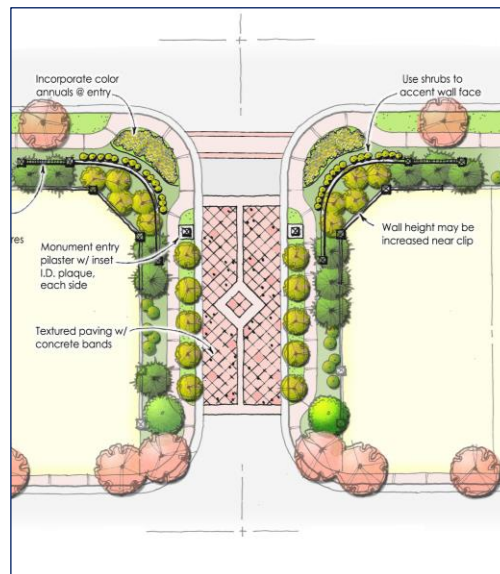 Incorporate color
annuals @ entry
Use shrubs to
accent wall face
res
Monument entry
pilaster w/ inset
I.D. plaque,
each side
Wall height may be
increased near clip
Textured paving w/
concrete bands